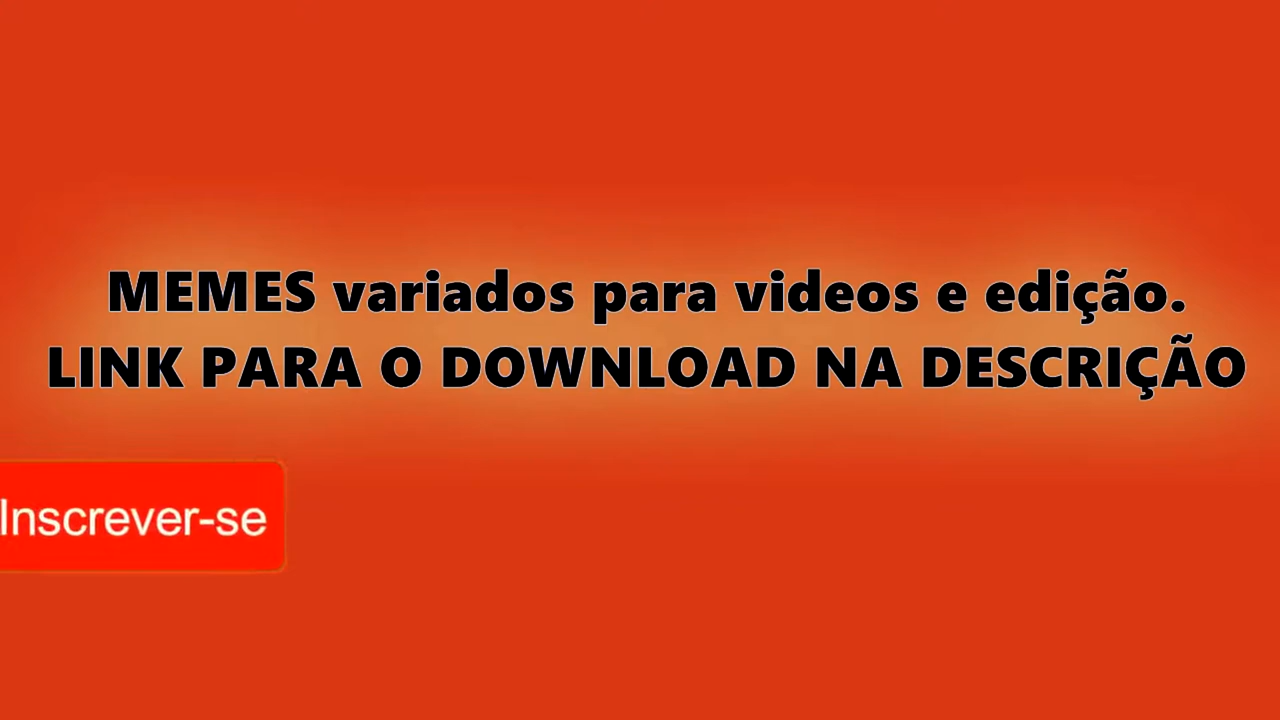 MEMES variados para videos e edição.
LINK PARA O DOWNLOAD NA DESCRIÇÃO
Inscrever-se